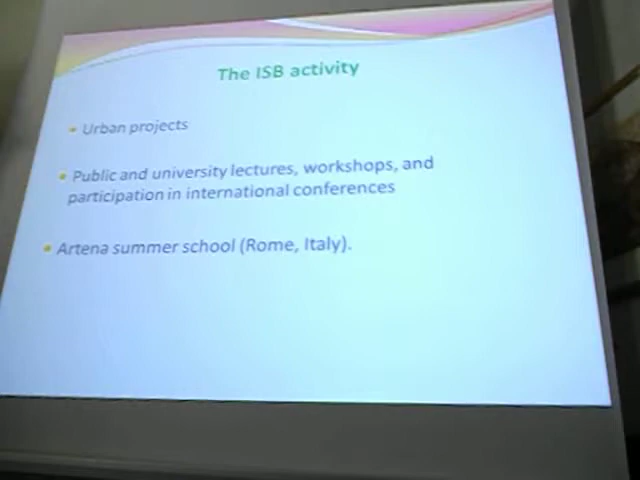 The ISB activity
• Urban projects
• Public and university lectures, workshops, and
participation in international conferences
• Artena summer school (Rome, Italy).